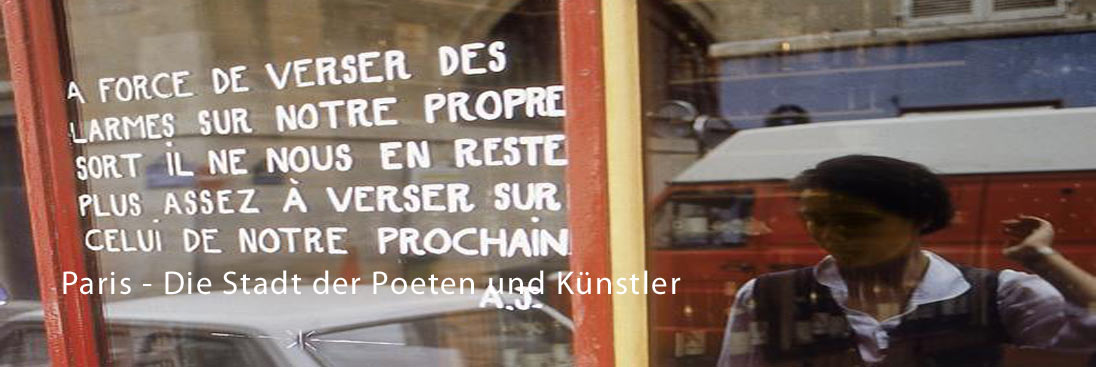 A FORCE DE VERSER DES
LARMES SUR NOTRE PROPRE
SORT IL NE NOUS EN RESTE
PLUS ASSEZ À VERSER SUR
CELUI DE NOTRE PROCHAIN
Paris - Die Stadt der Poeten und Künstler
A.J.